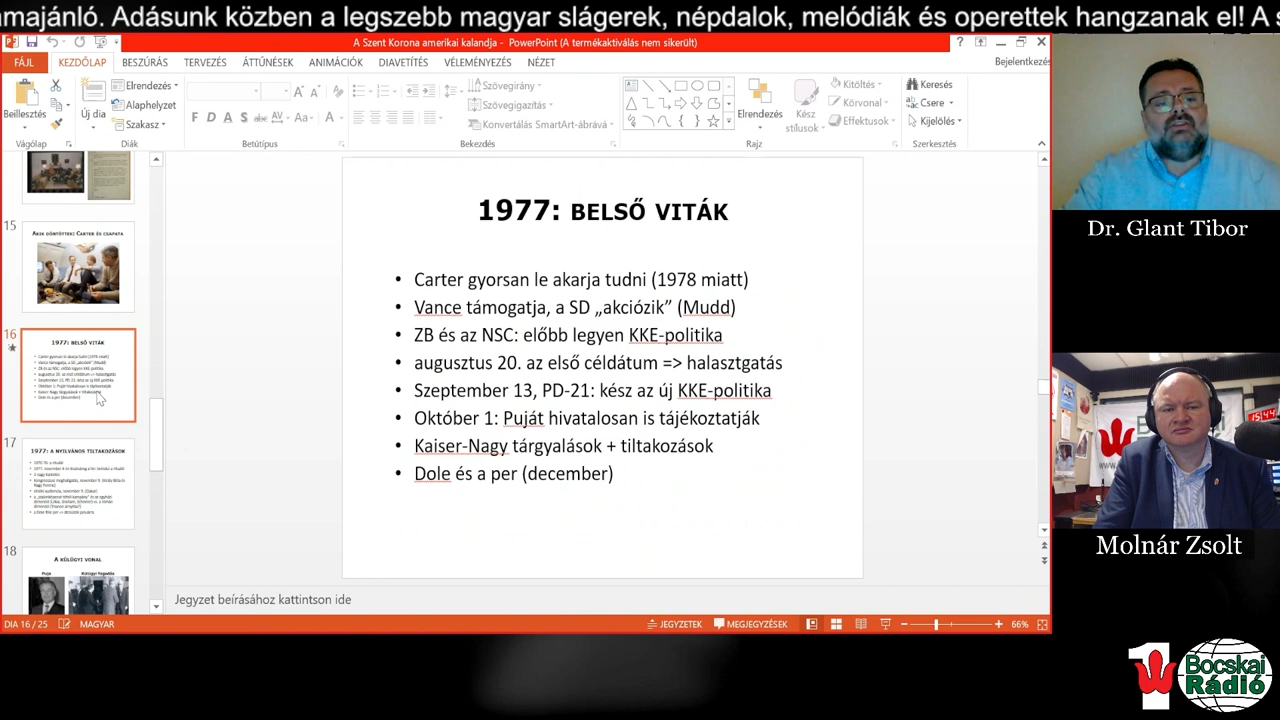 majánló. Adásunk közben a legszebb magyar slágerek, népdalok, melódiák és operettek hangzanak el! A s
A Szent Korona amerikai kalandja - PowerPoint (A termékaktiválás nem sikerült)
FÁJL KEZDŐLAP BESZÚRÁS TERVEZÉS ÁTTŰNÉSEK ANIMÁCIÓK DIAVETÍTÉS VÉLEMÉNYEZÉS NÉZET Bejelentkezés
Beillesztés
Vágólap
Új dia
Elrendezés
Alaphelyzet
Szakasz
Diák
F D A S abc AV Aa A
Betűtípus
Szövegirány
Szövegigazítás
Konvertálás SmartArt-ábrává
Bekezdés
Elrendezés
Kész stílusok
Kitöltés
Körvonal
Effektusok
Rajz
Keresés
Csere
Kijelölés
Szerkesztés
15
Akik döntöttek: Carter és csapata
16
1977: BELSŐ VITÁK
17
1977: A NYILVÁNOS TILTAKOZÁSOK
18
A KÜLÜGYI VONAL
1977: BELSŐ VITÁK
• Carter gyorsan le akarja tudni (1978 miatt)
• Vance támogatja, a SD „akciózik” (Mudd)
• ZB és az NSC: előbb legyen KKE-politika
• augusztus 20. az első céldátum => halasztgatás
• Szeptember 13, PD-21: kész az új KKE-politika
• Október 1: Puját hivatalosan is tájékoztatják
• Kaiser-Nagy tárgyalások + tiltakozások
• Dole és a per (december)
Jegyzet beírásához kattintson ide
DIA 16 / 25 MAGYAR JEGYZETEK MEGJEGYZÉSEK 66%
Dr. Glant Tibor
15:44
www.
Molnár Zsolt
1 Bocskai
Rádió